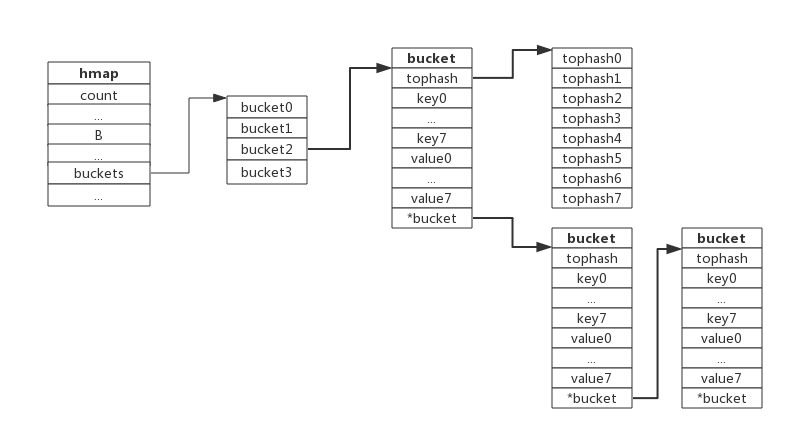 hmap
count
...
B
...
buckets
...
bucket0
bucket1
bucket2
bucket3
bucket
tophash
key0
...
key7
value0
...
value7
*bucket
tophash0
tophash1
tophash2
tophash3
tophash4
tophash5
tophash6
tophash7
bucket
tophash
key0
...
key7
value0
...
value7
*bucket
bucket
tophash
key0
...
key7
value0
...
value7
*bucket